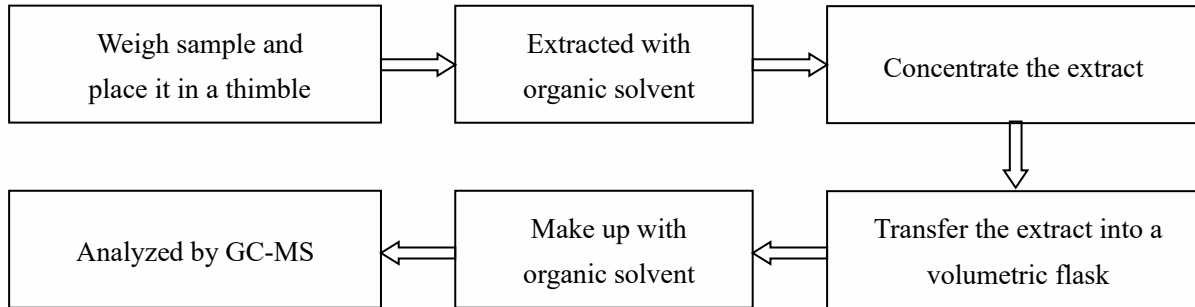 Weigh sample and
place it in a thimble
Extracted with
organic solvent
Concentrate the extract
Transfer the extract into a
volumetric flask
Make up with
organic solvent
Analyzed by GC-MS